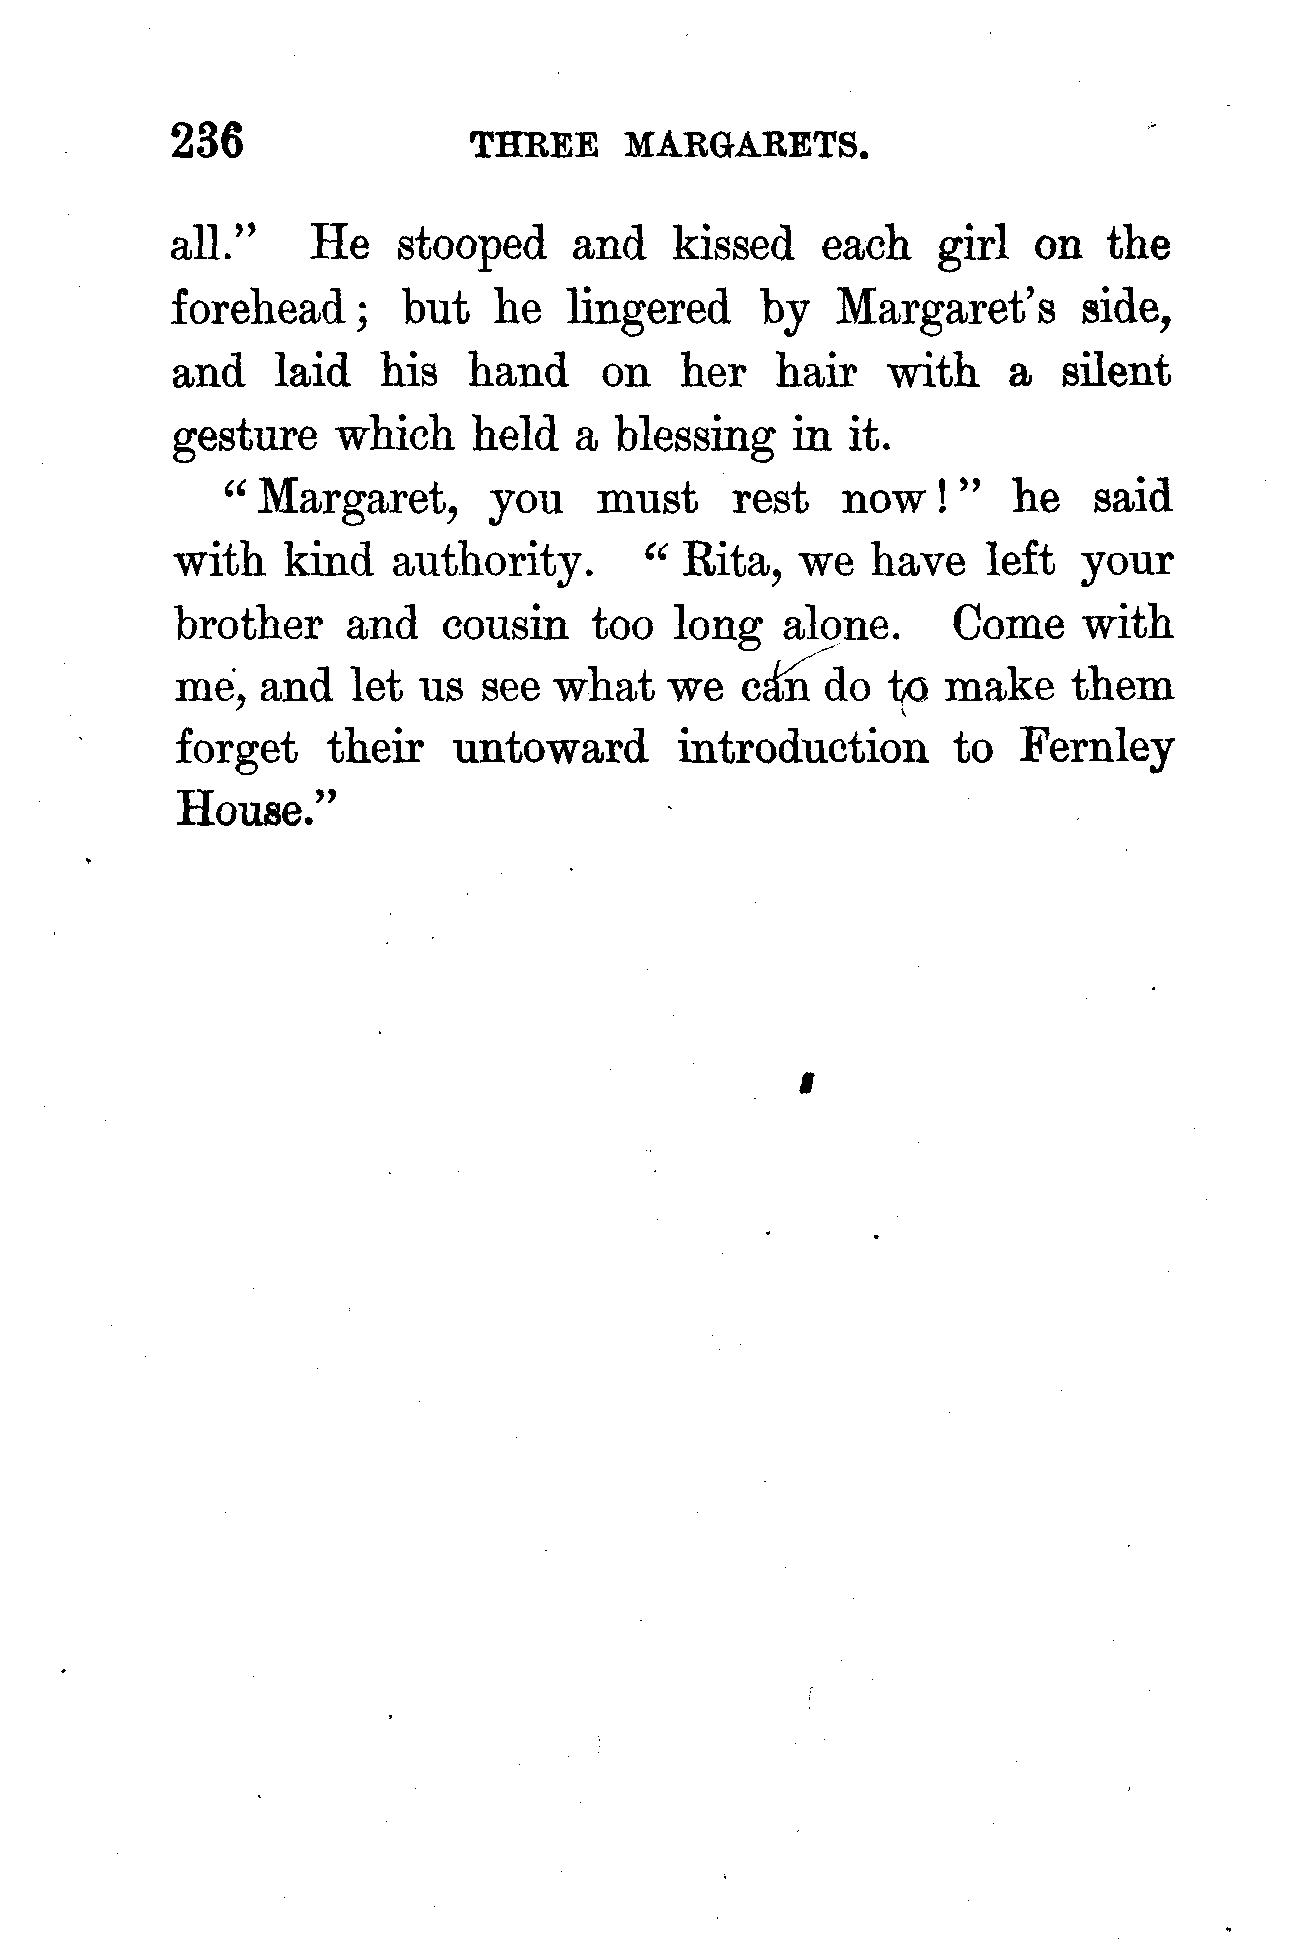 236 THREE MARGARETS.
all.” He stooped and kissed each girl on the
forehead; but he lingered by Margaret’s side,
and laid his hand on her hair with a silent
gesture which held a blessing in it.
“Margaret, you must rest now!” he said
with kind authority. “Rita, we have left your
brother and cousin too long alone. Come with
me, and let us see what we can do to make them
forget their untoward introduction to Fernley
House.”